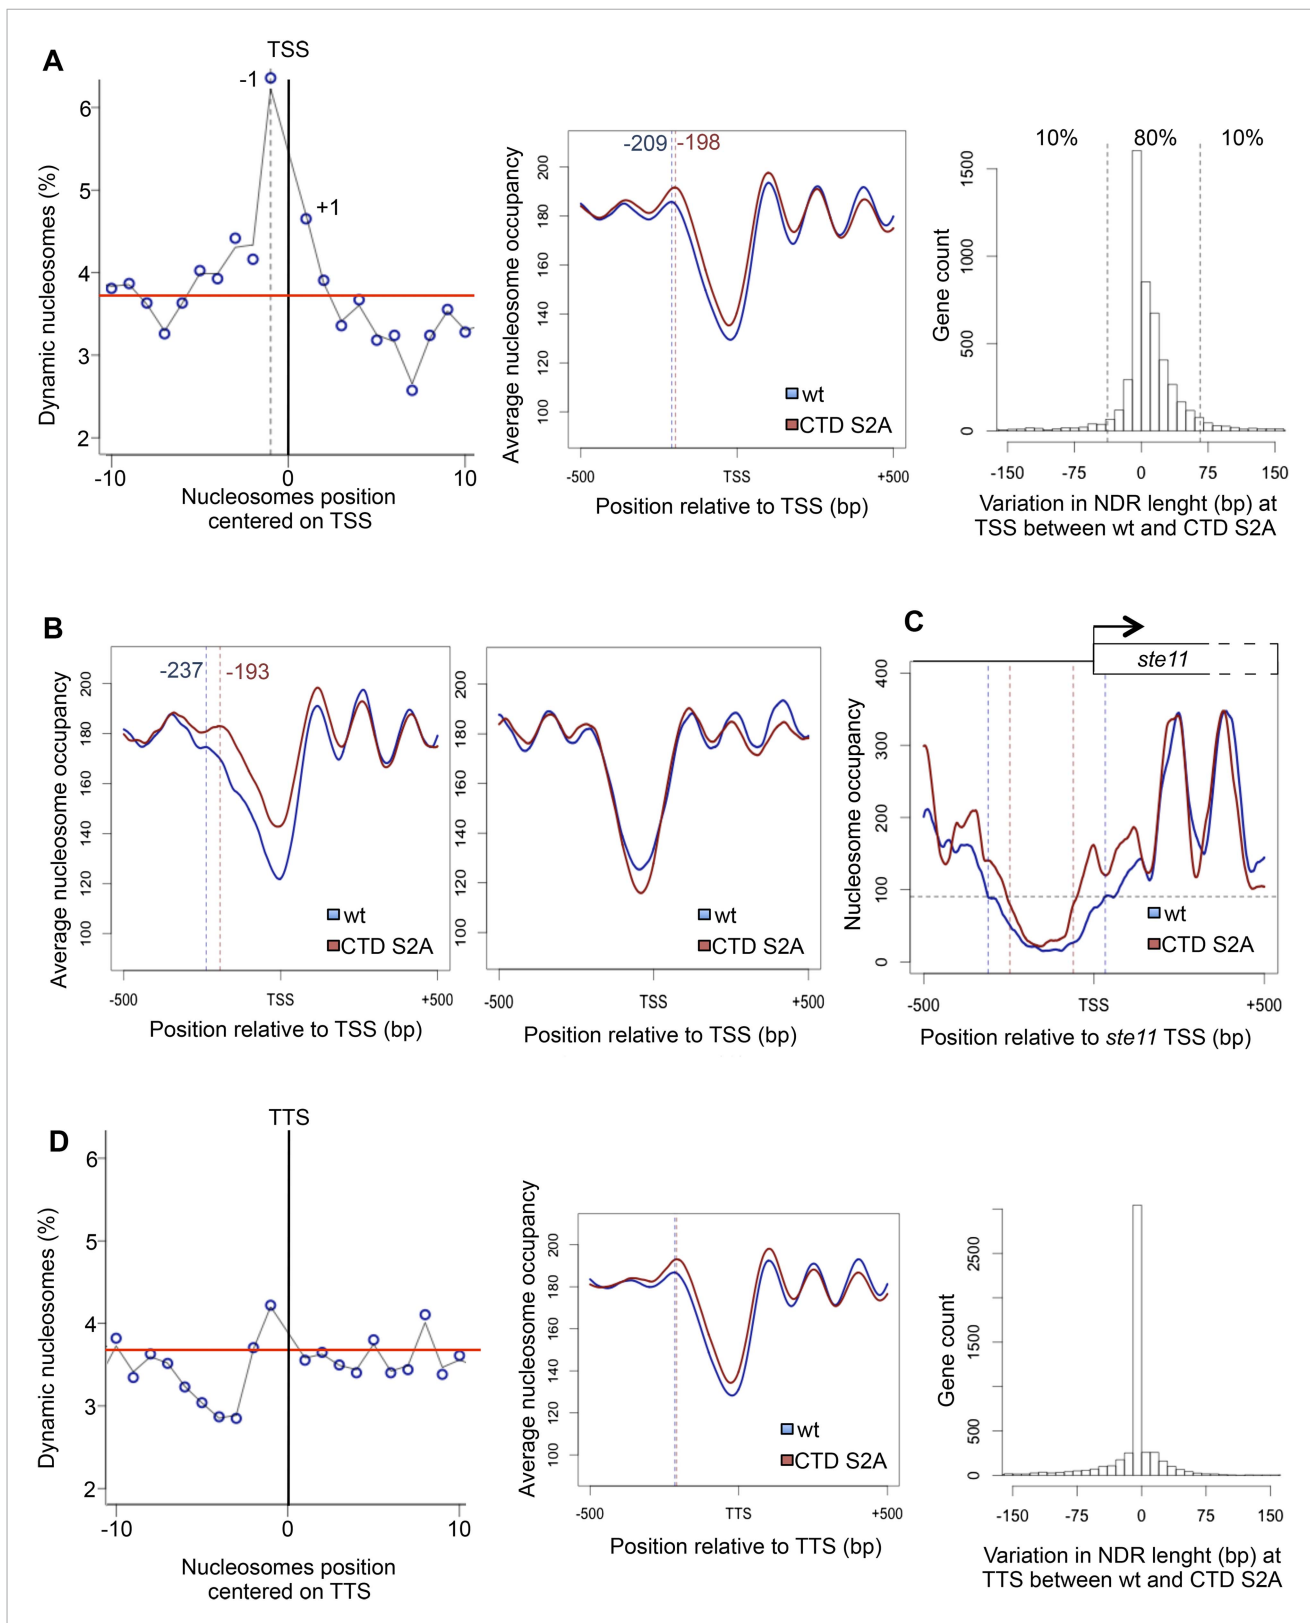 A
TSS
-1
+1
6
5
4
3
2
Dynamic nucleosomes (%)
-10
0
10
Nucleosomes position
centered on TSS
-209
-198
200
180
160
140
120
100
Average nucleosome occupancy
wt
CTD S2A
-500
TSS
+500
Position relative to TSS (bp)
10%
80%
10%
1500
1000
500
0
Gene count
-150
-75
0
75
150
Variation in NDR lenght (bp) at
TSS between wt and CTD S2A
B
-237
-193
200
180
160
140
120
100
Average nucleosome occupancy
wt
CTD S2A
-500
TSS
+500
Position relative to TSS (bp)
200
180
160
140
120
100
wt
CTD S2A
-500
TSS
+500
Position relative to TSS (bp)
C
ste11
400
300
200
100
0
Nucleosome occupancy
wt
CTD S2A
-500
TSS
+500
Position relative to ste11 TSS (bp)
D
TTS
6
5
4
3
2
Dynamic nucleosomes (%)
-10
0
10
Nucleosomes position
centered on TTS
200
180
160
140
120
100
Average nucleosome occupancy
wt
CTD S2A
-500
TTS
+500
Position relative to TTS (bp)
2500
1500
500
0
Gene count
-150
-75
0
75
150
Variation in NDR lenght (bp) at
TTS between wt and CTD S2A